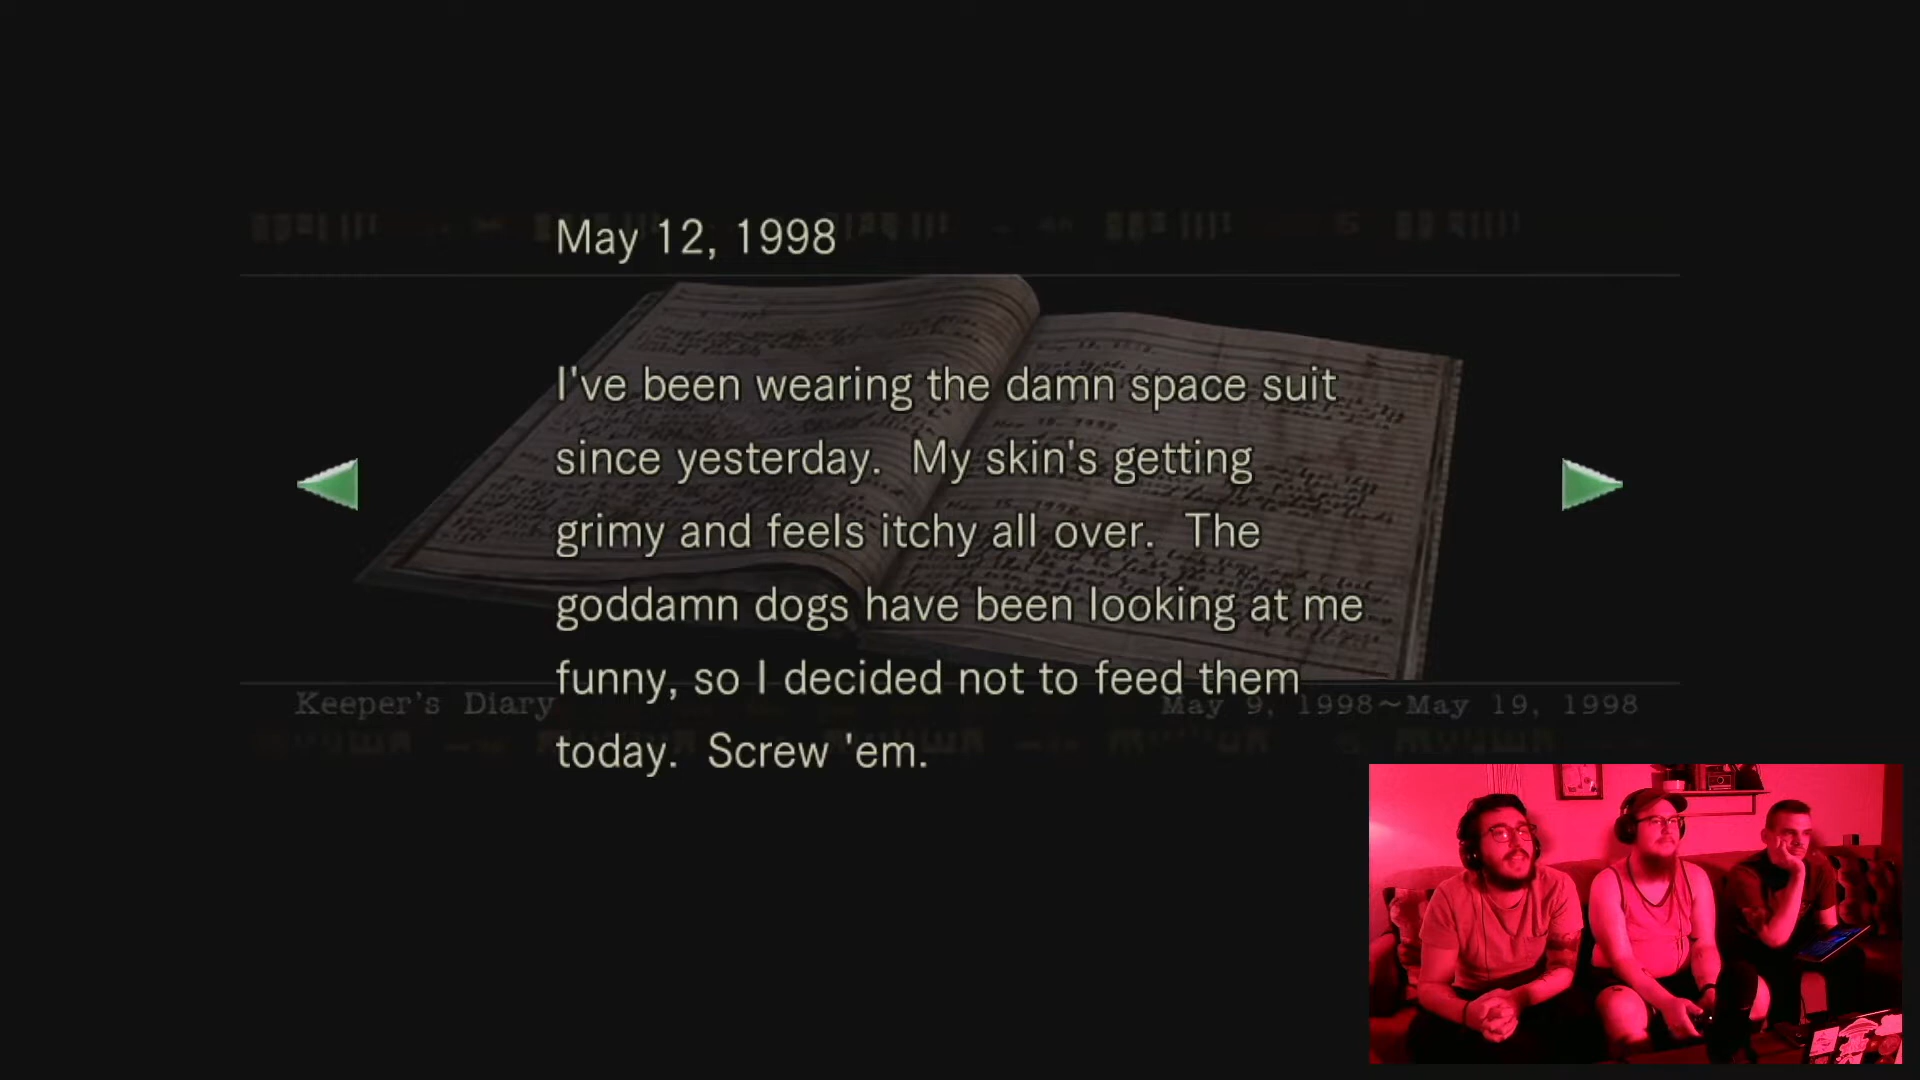 May 12, 1998
I've been wearing the damn space suit
since yesterday.  My skin's getting
grimy and feels itchy all over.  The
goddamn dogs have been looking at me
funny, so I decided not to feed them
today.  Screw 'em.
Keeper's Diary
May 9, 1998~May 19, 1998